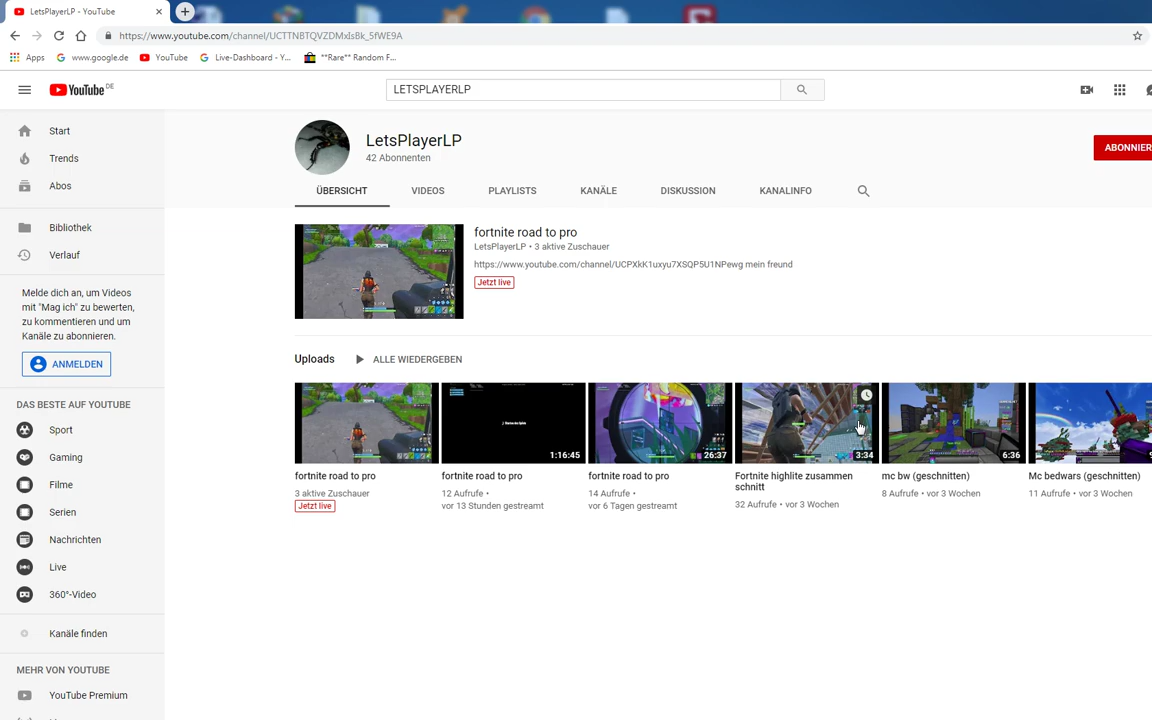 LetsPlayerLP - YouTube
https://www.youtube.com/channel/UCTTNBTQVZDMxlsBk_5fWE9A
Apps
www.google.de
YouTube
Live-Dashboard - Y...
**Rare** Random F...
YouTube DE
LETSPLAYERLP
Start
Trends
Abos
Bibliothek
Verlauf
Melde dich an, um Videos
mit "Mag ich" zu bewerten,
zu kommentieren und um
Kanäle zu abonnieren.
ANMELDEN
DAS BESTE AUF YOUTUBE
Sport
Gaming
Filme
Serien
Nachrichten
Live
360°-Video
Kanäle finden
MEHR VON YOUTUBE
YouTube Premium
LetsPlayerLP
42 Abonnenten
ABONNIER
ÜBERSICHT
VIDEOS
PLAYLISTS
KANÄLE
DISKUSSION
KANALINFO
fortnite road to pro
LetsPlayerLP • 3 aktive Zuschauer
https://www.youtube.com/channel/UCPXkK1uxyu7XSQP5U1NPewg mein freund
Jetzt live
Uploads
ALLE WIEDERGEBEN
fortnite road to pro
3 aktive Zuschauer
Jetzt live
1:16:45
fortnite road to pro
12 Aufrufe •
vor 13 Stunden gestreamt
26:37
fortnite road to pro
14 Aufrufe •
vor 6 Tagen gestreamt
3:34
Fortnite highlite zusammen
schnitt
32 Aufrufe • vor 3 Wochen
6:36
mc bw (geschnitten)
8 Aufrufe • vor 3 Wochen
Mc bedwars (geschnitten)
11 Aufrufe • vor 3 Wochen